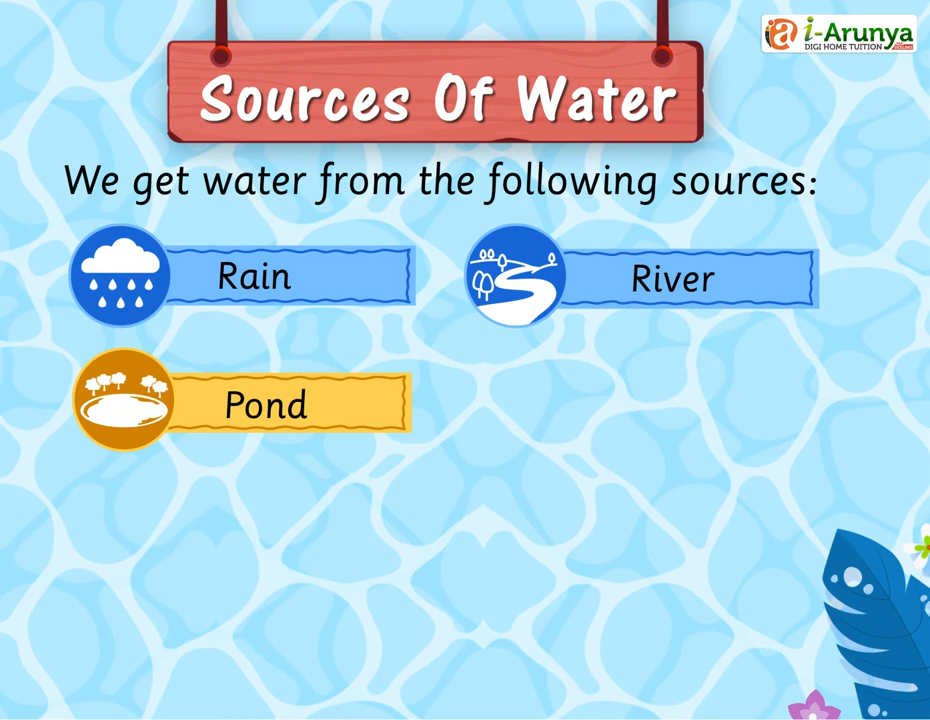 i-Arunya
DIGI HOME TUITION
Sources Of Water
We get water from the following sources:
Rain
River
Pond